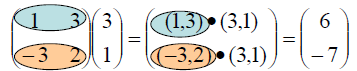 ( 1 3 ) ( 3 ) = ( (1,3)•(3,1) ) = ( 6 )
( −3 2 ) ( 1 ) ( (−3,2)•(3,1) ) ( −7 )